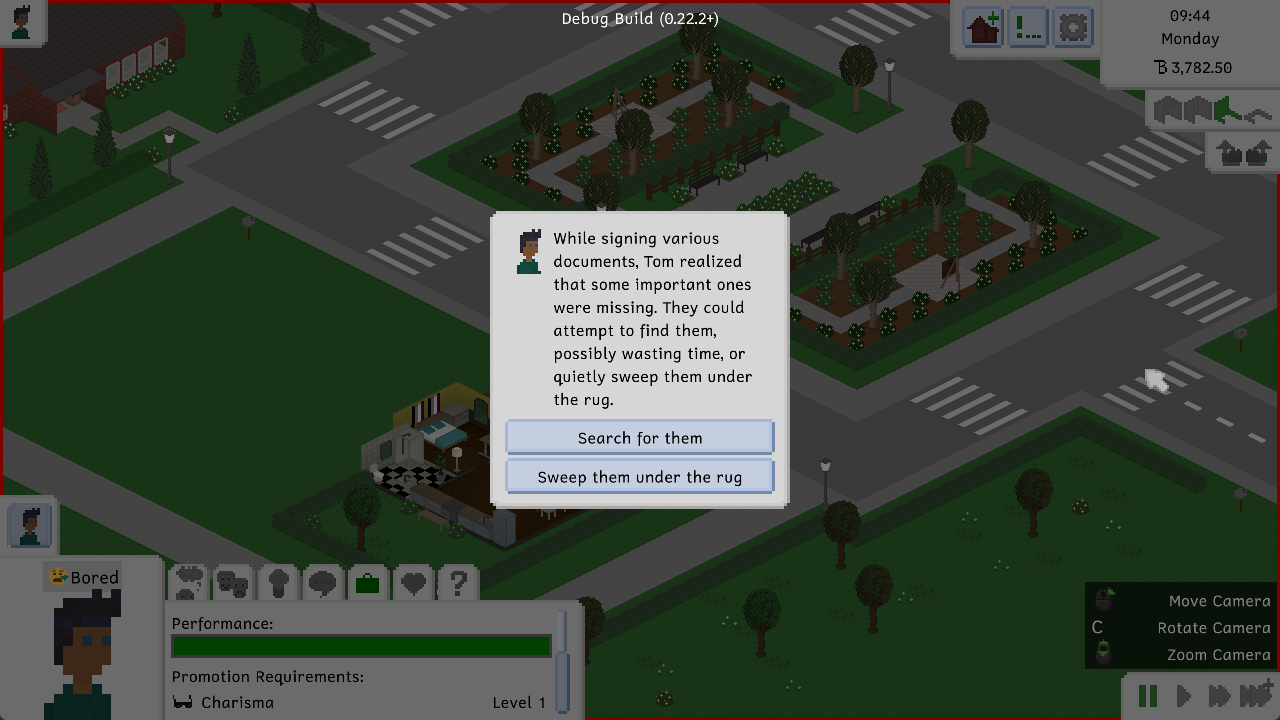 Debug Build (0.22.2+)
09:44
Monday
3,782.50
While signing various
documents, Tom realized
that some important ones
were missing. They could
attempt to find them,
possibly wasting time, or
quietly sweep them under
the rug.
Search for them
Sweep them under the rug
Bored
?
Performance:
Promotion Requirements:
Charisma Level 1
Move Camera
C Rotate Camera
Zoom Camera